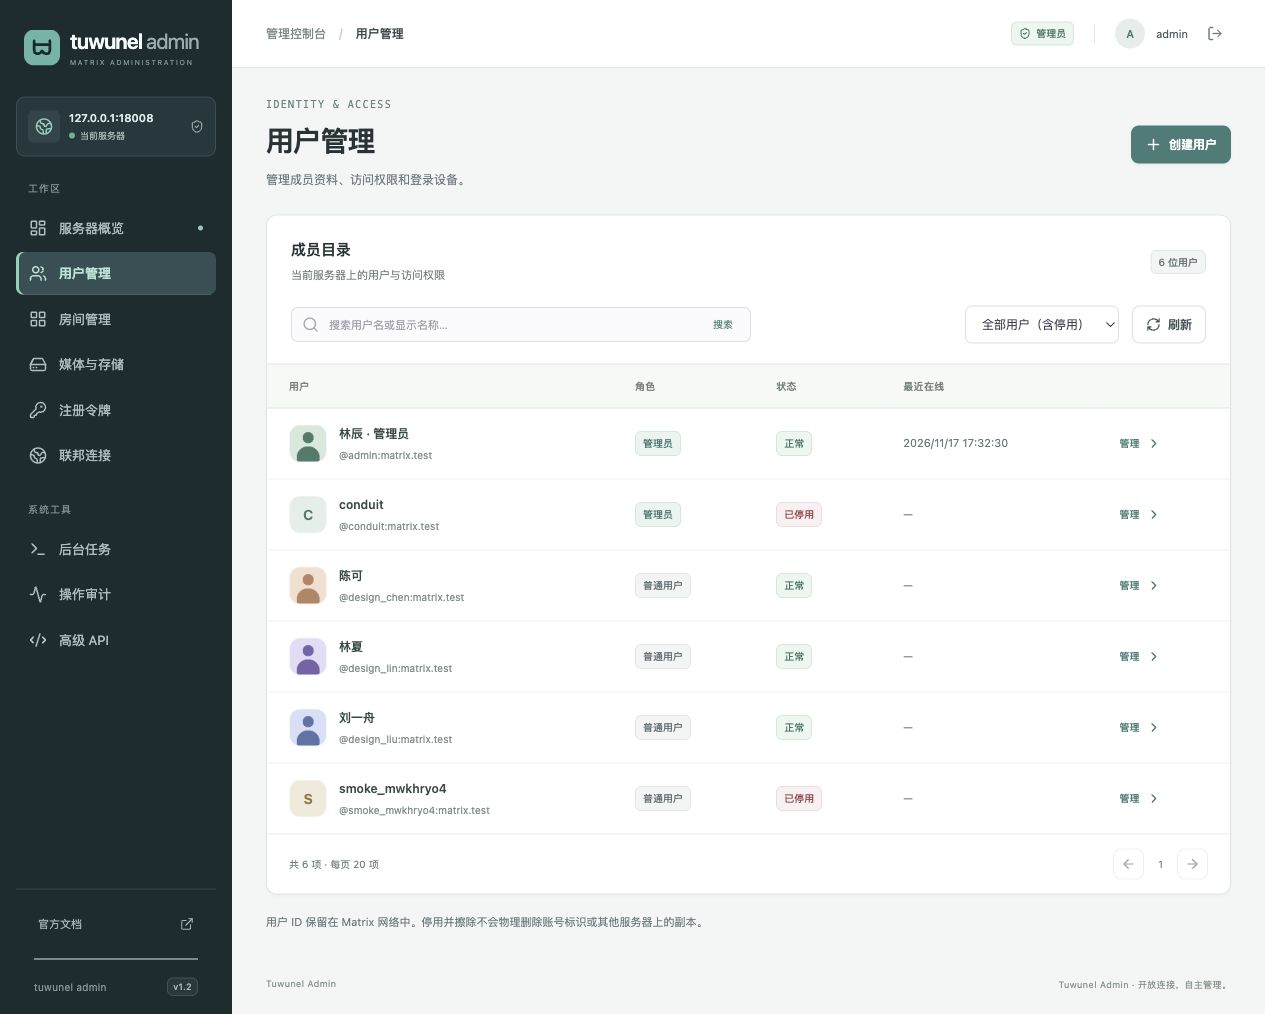 tuwunel admin
MATRIX ADMINISTRATION
127.0.0.1:18008
当前服务器
工作区
服务器概览
用户管理
房间管理
媒体与存储
注册令牌
联邦连接
系统工具
后台任务
操作审计
高级 API
官方文档
tuwunel admin
v1.2
管理控制台 / 用户管理
管理员
A
admin
IDENTITY & ACCESS
用户管理
管理成员资料、访问权限和登录设备。
创建用户
成员目录
当前服务器上的用户与访问权限
6 位用户
搜索用户名或显示名称...
搜索
全部用户（含停用）
刷新
用户 角色 状态 最近在线
林辰 · 管理员
@admin:matrix.test
管理员 正常 2026/11/17 17:32:30 管理
C
conduit
@conduit:matrix.test
管理员 已停用 — 管理
陈可
@design_chen:matrix.test
普通用户 正常 — 管理
林夏
@design_lin:matrix.test
普通用户 正常 — 管理
刘一舟
@design_liu:matrix.test
普通用户 正常 — 管理
S
smoke_mwkhryo4
@smoke_mwkhryo4:matrix.test
普通用户 已停用 — 管理
共 6 项 · 每页 20 项
1
用户 ID 保留在 Matrix 网络中。停用并擦除不会物理删除账号标识或其他服务器上的副本。
Tuwunel Admin
Tuwunel Admin · 开放连接，自主管理。